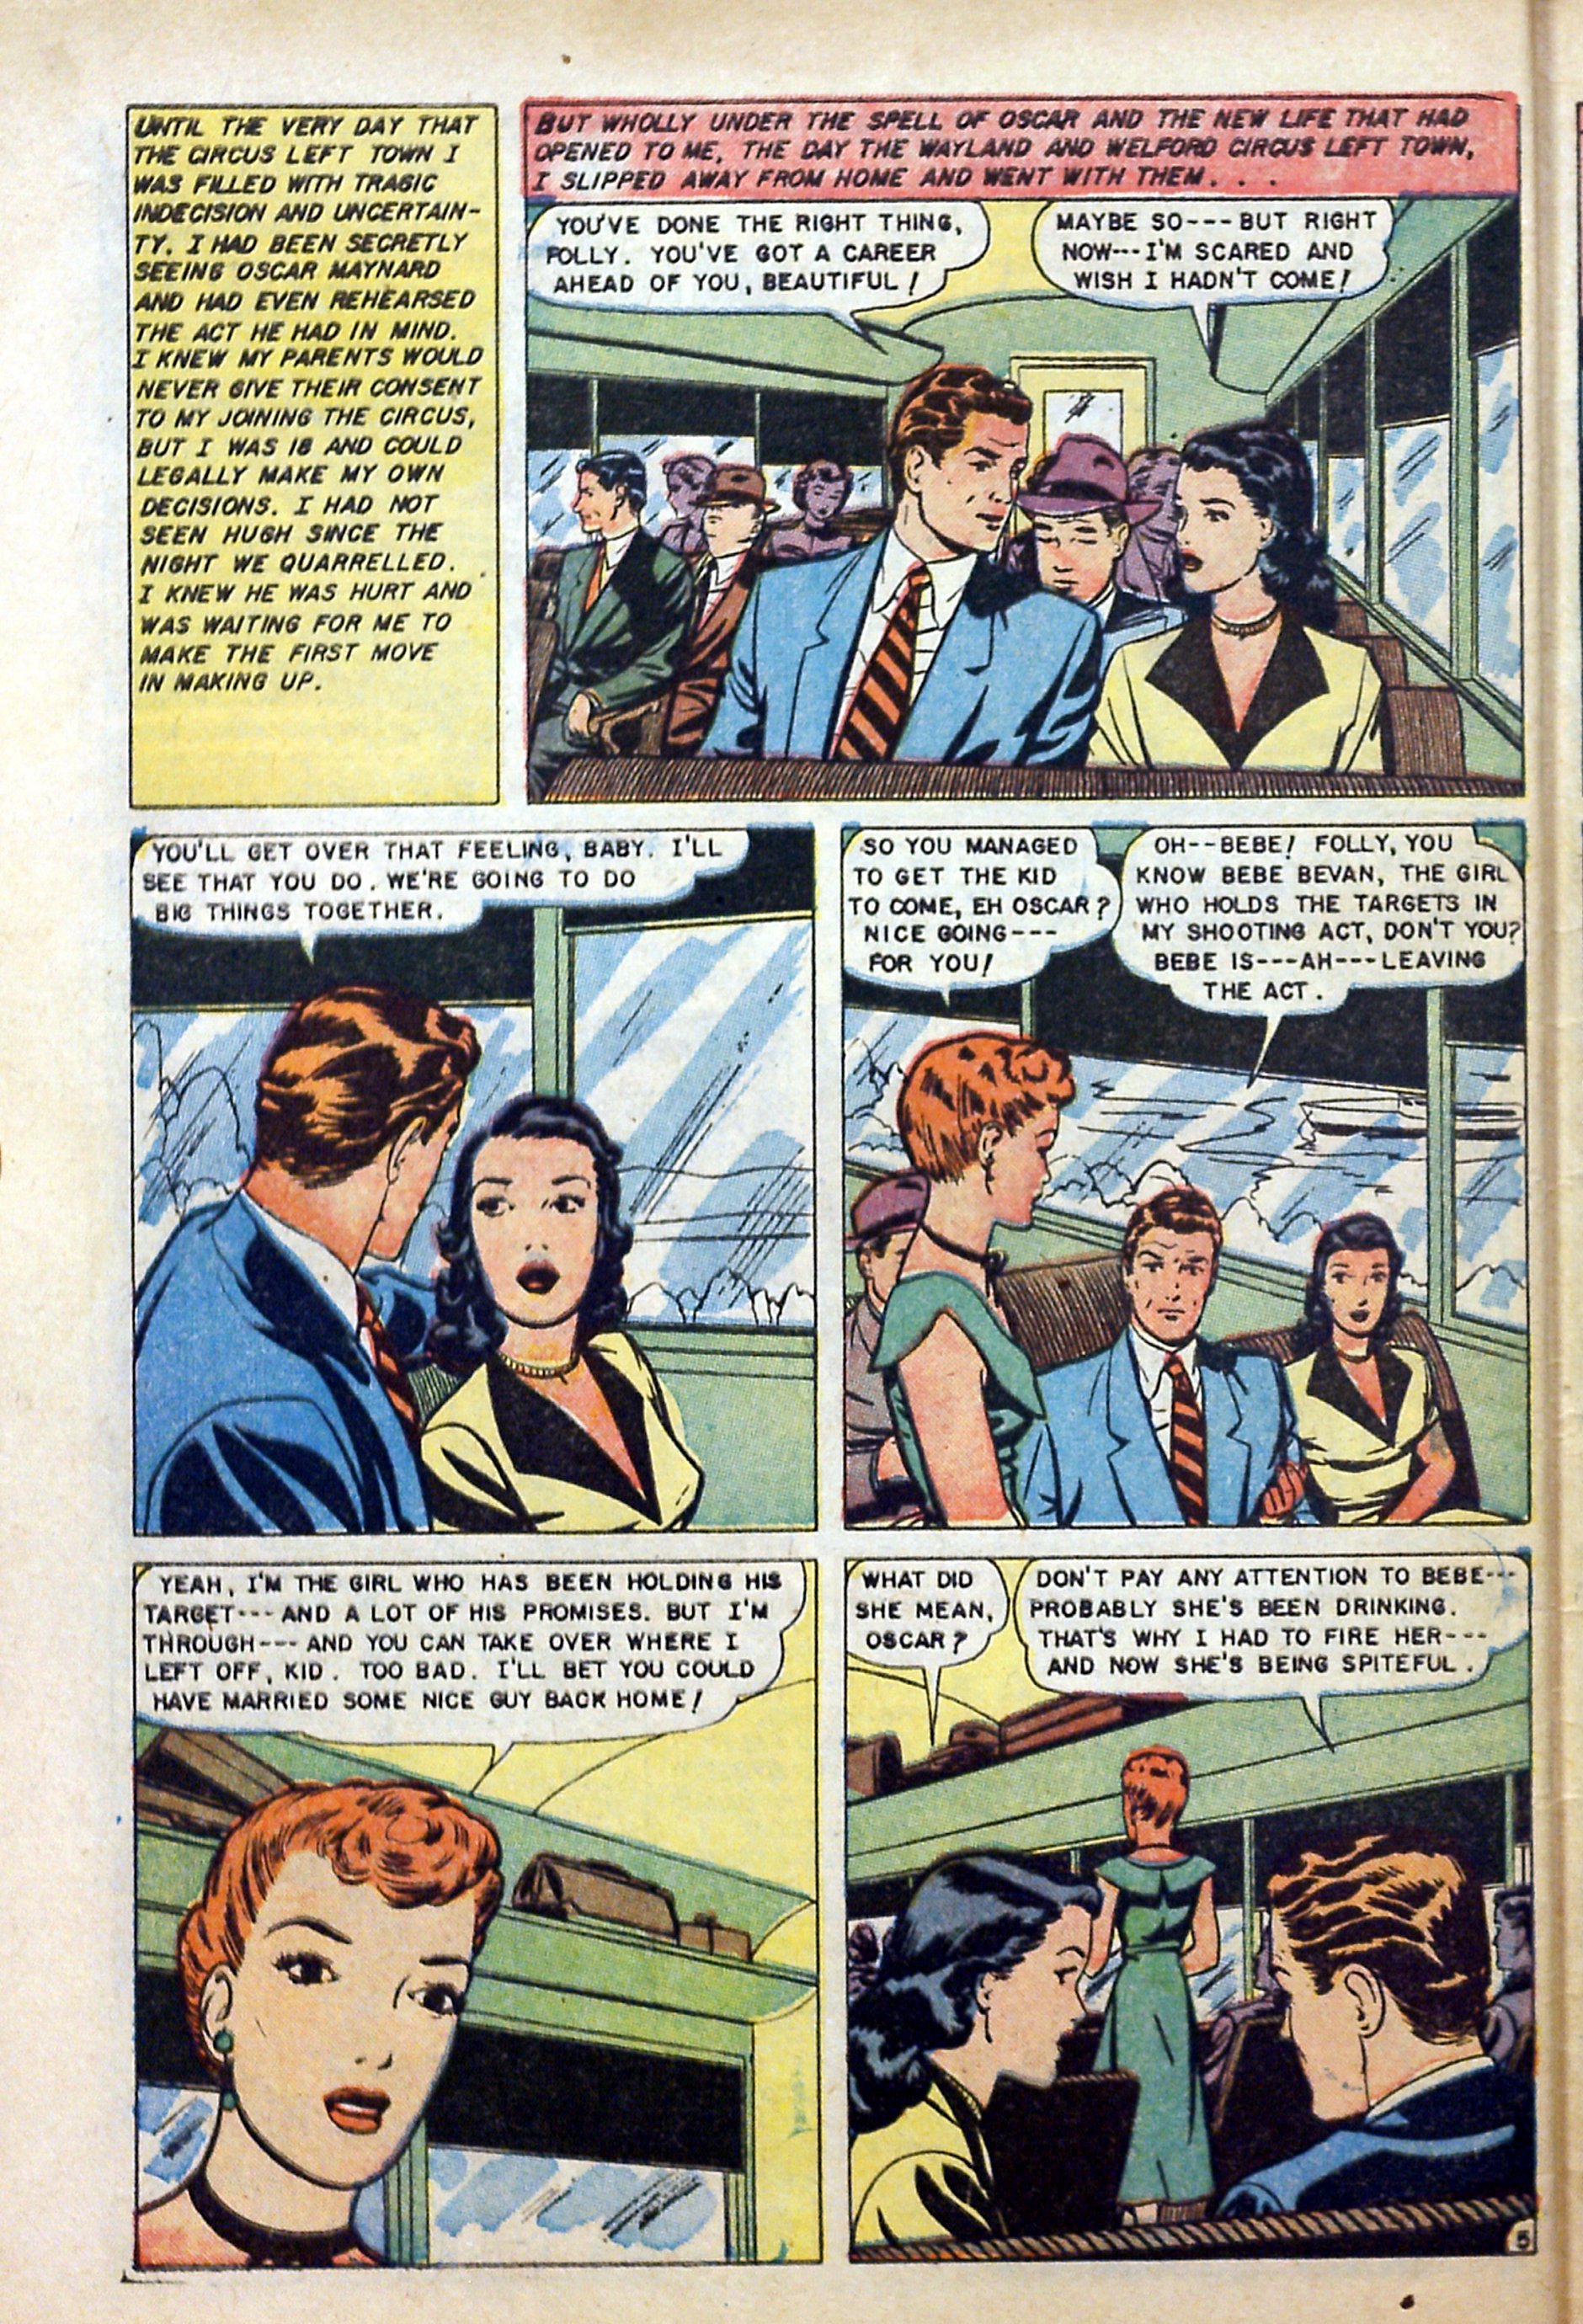 UNTIL THE VERY DAY THAT
THE CIRCUS LEFT TOWN I
WAS FILLED WITH TRAGIC
INDECISION AND UNCERTAIN-
TY. I HAD BEEN SECRETLY
SEEING OSCAR MAYNARD
AND HAD EVEN REHEARSED
THE ACT HE HAD IN MIND.
I KNEW MY PARENTS WOULD
NEVER GIVE THEIR CONSENT
TO MY JOINING THE CIRCUS,
BUT I WAS 18 AND COULD
LEGALLY MAKE MY OWN
DECISIONS. I HAD NOT
SEEN HUGH SINCE THE
NIGHT WE QUARRELLED.
I KNEW HE WAS HURT AND
WAS WAITING FOR ME TO
MAKE THE FIRST MOVE
IN MAKING UP.
BUT WHOLLY UNDER THE SPELL OF OSCAR AND THE NEW LIFE THAT HAD
OPENED TO ME, THE DAY THE WAYLAND AND WELFORD CIRCUS LEFT TOWN,
I SLIPPED AWAY FROM HOME AND WENT WITH THEM. . .
YOU'VE DONE THE RIGHT THING,
FOLLY. YOU'VE GOT A CAREER
AHEAD OF YOU, BEAUTIFUL!
MAYBE SO---BUT RIGHT
NOW---I'M SCARED AND
WISH I HADN'T COME!
YOU'LL GET OVER THAT FEELING, BABY. I'LL
SEE THAT YOU DO. WE'RE GOING TO DO
BIG THINGS TOGETHER.
SO YOU MANAGED
TO GET THE KID
TO COME, EH OSCAR?
NICE GOING---
FOR YOU!
OH--BEBE! FOLLY, YOU
KNOW BEBE BEVAN, THE GIRL
WHO HOLDS THE TARGETS IN
MY SHOOTING ACT, DON'T YOU?
BEBE IS---AH---LEAVING
THE ACT.
YEAH, I'M THE GIRL WHO HAS BEEN HOLDING HIS
TARGET---AND A LOT OF HIS PROMISES. BUT I'M
THROUGH---AND YOU CAN TAKE OVER WHERE I
LEFT OFF, KID. TOO BAD. I'LL BET YOU COULD
HAVE MARRIED SOME NICE GUY BACK HOME!
WHAT DID
SHE MEAN,
OSCAR?
DON'T PAY ANY ATTENTION TO BEBE---
PROBABLY SHE'S BEEN DRINKING.
THAT'S WHY I HAD TO FIRE HER---
AND NOW SHE'S BEING SPITEFUL.
5